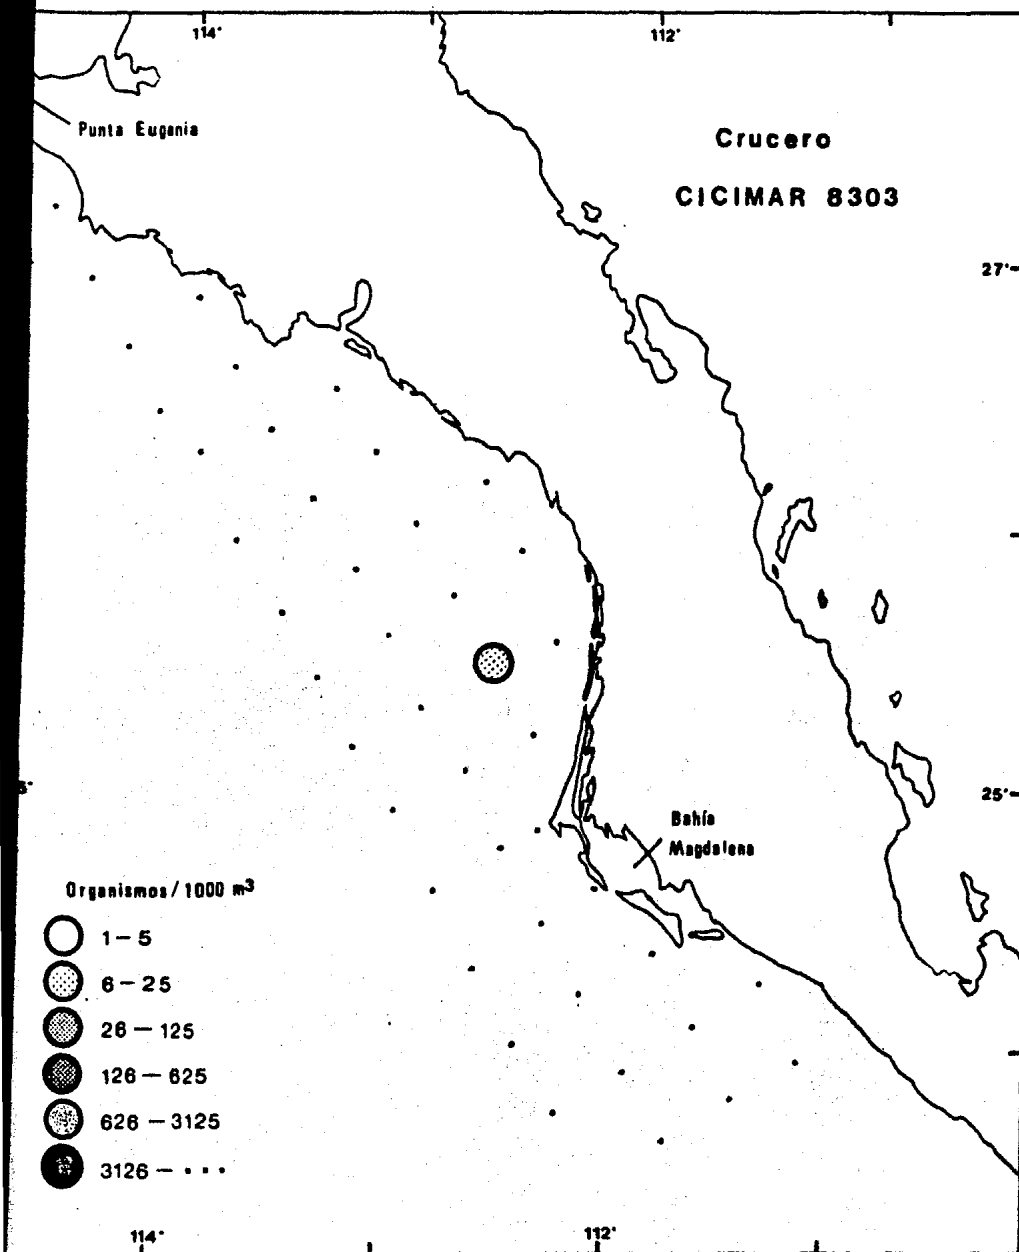 114°
112°
Punta Eugenia
Crucero
CICIMAR 8303
27°
5°
25°
Bahía
Magdalena
Organismos/1000 m³
1-5
6-25
26-125
126-625
626-3125
3126-...
114°
112°